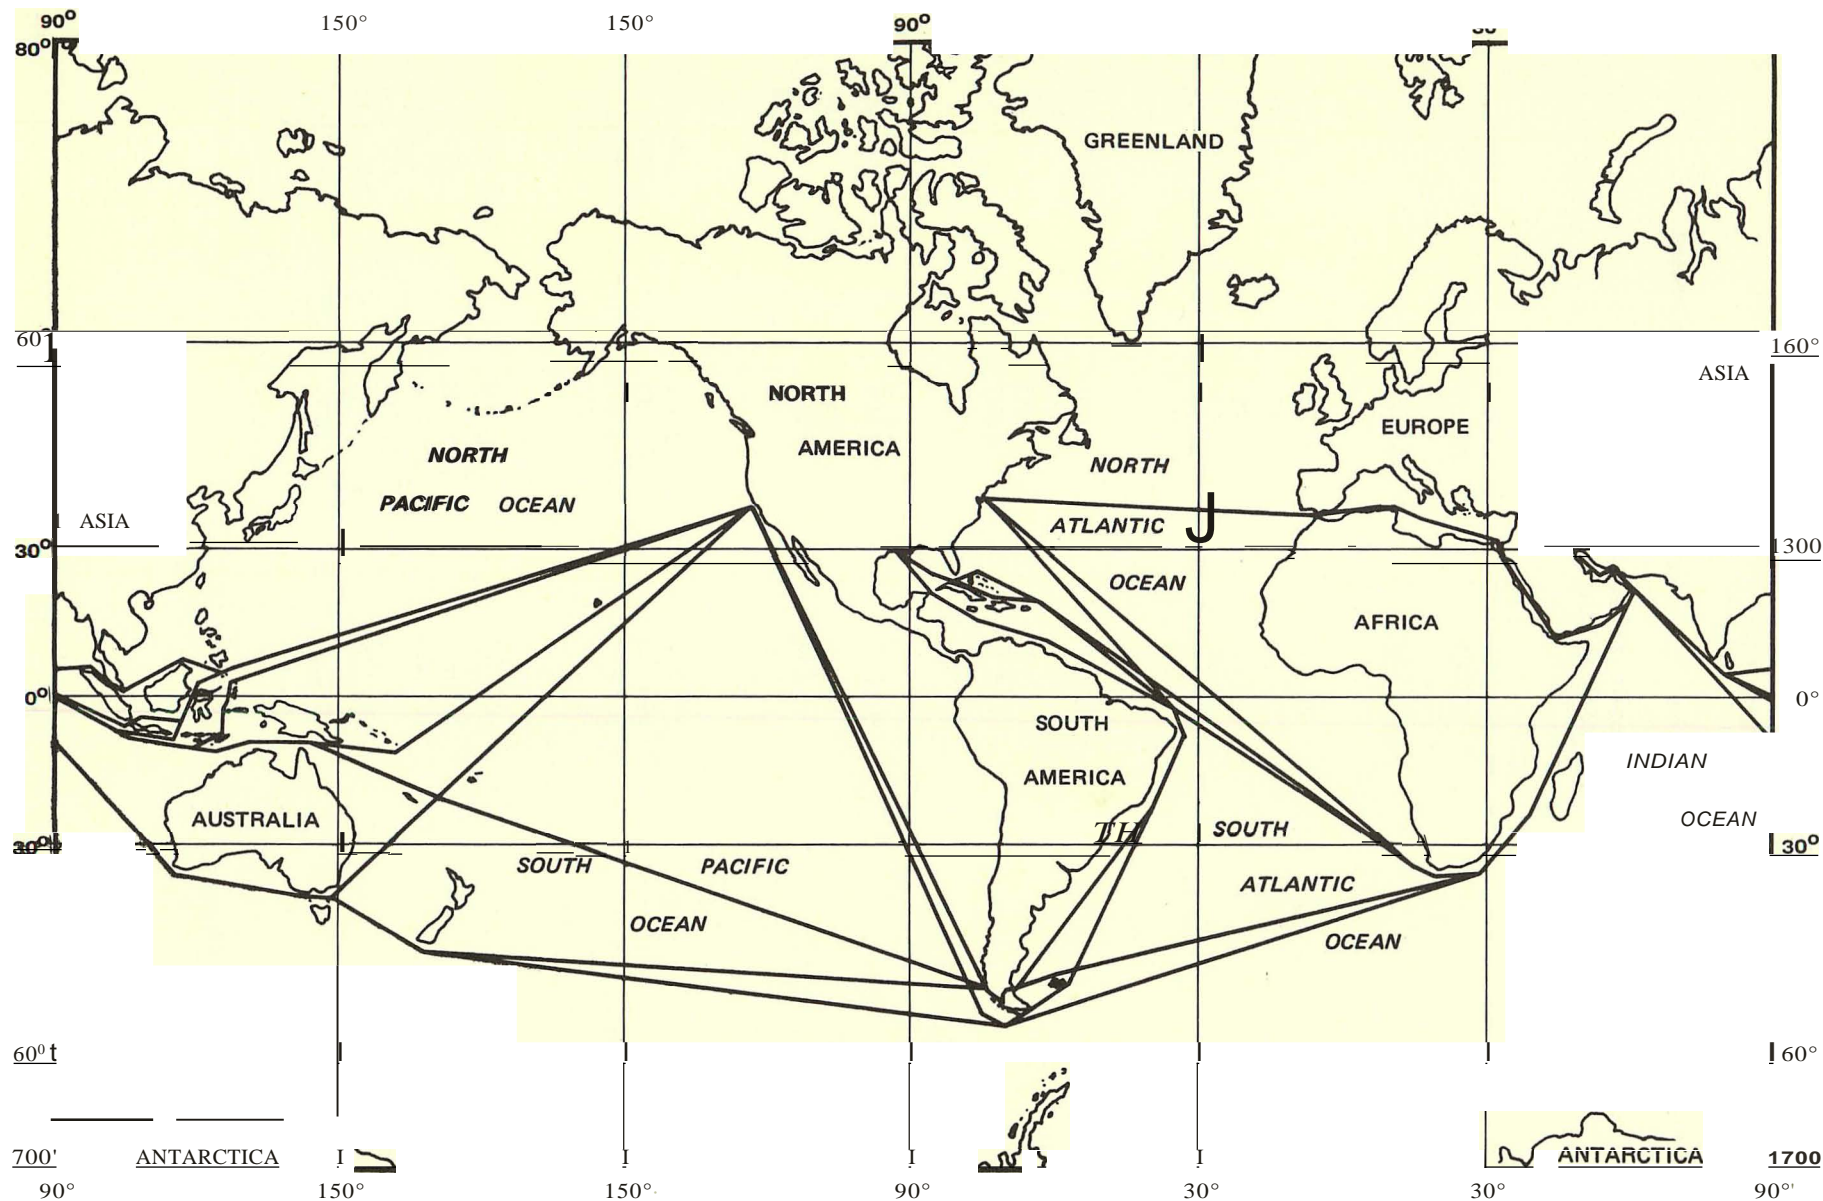 90° 150° 150° 90°
80°
GREENLAND
60 160°
ASIA
NORTH
EUROPE
AMERICA
NORTH
NORTH
PACIFIC OCEAN
ASIA
J
ATLANTIC
30° 1300
OCEAN
AFRICA
0° 0°
SOUTH
INDIAN
AMERICA
AUSTRALIA
OCEAN
TH
SOUTH
30° 30°
SOUTH PACIFIC
ATLANTIC
OCEAN
OCEAN
60⁰ t 60°
700' ANTARCTICA I I I I ANTARCTICA 1700
90° 150° 150° 90° 30° 30° 90°'